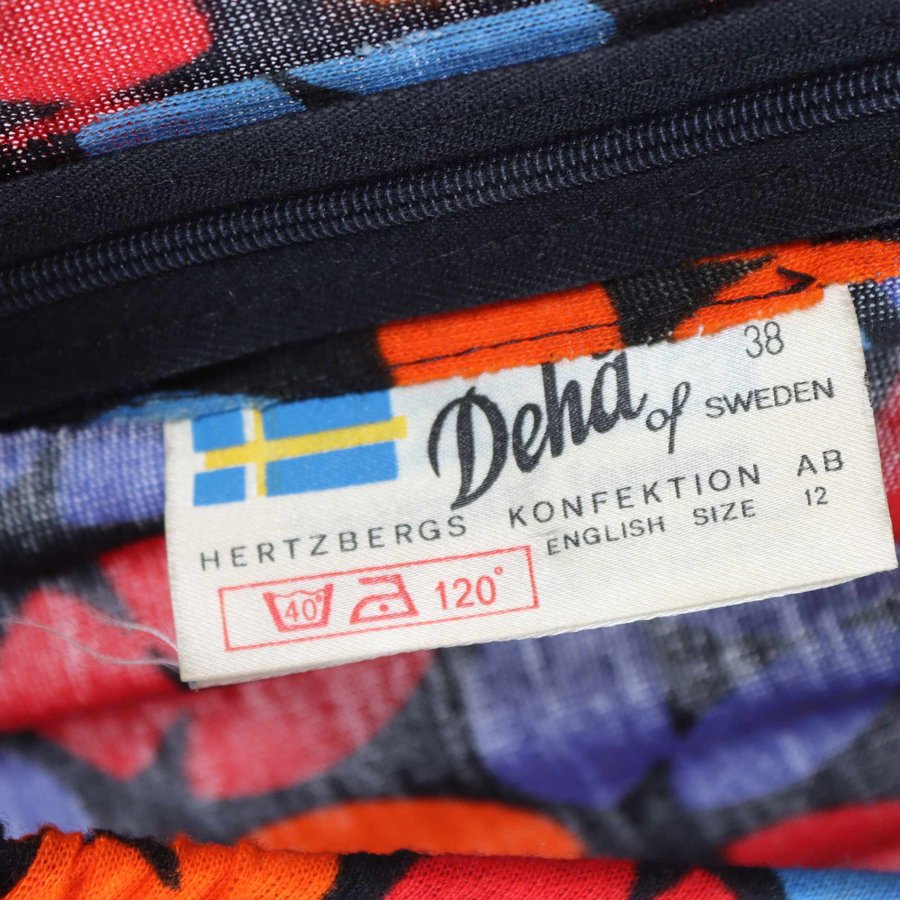 38
Dehå of SWEDEN
HERTZBERGS KONFEKTION AB
ENGLISH SIZE 12
40° 120°